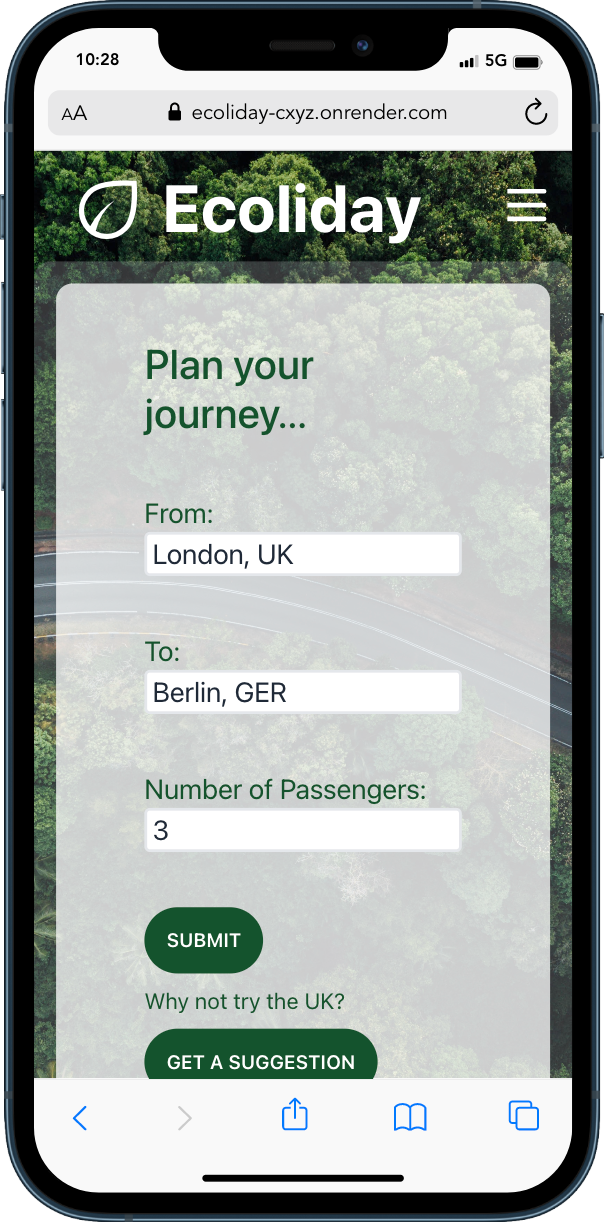 10:28
5G
AA
ecoliday-cxyz.onrender.com
Ecoliday
Plan your
journey...
From:
London, UK
To:
Berlin, GER
Number of Passengers:
3
SUBMIT
Why not try the UK?
GET A SUGGESTION